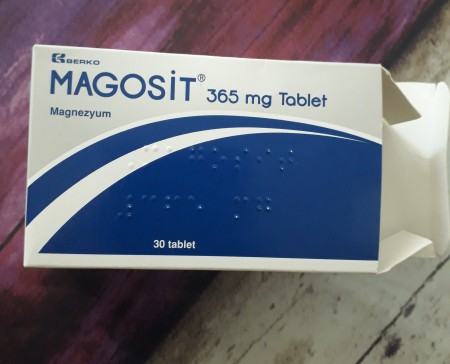 BERKO
MAGOSİT® 365 mg Tablet
Magnezyum
30 tablet